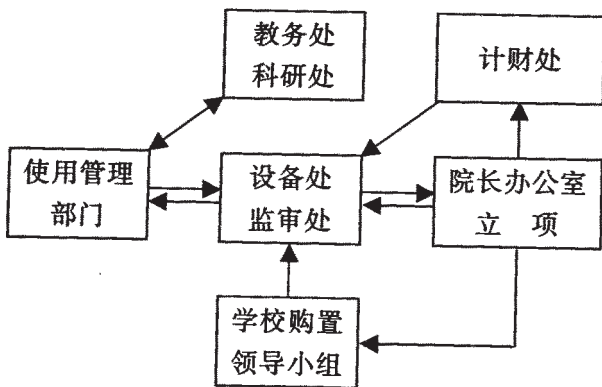 教务处
科研处
计财处
使用管理
部门
设备处
监审处
院长办公室
立 项
学校购置
领导小组